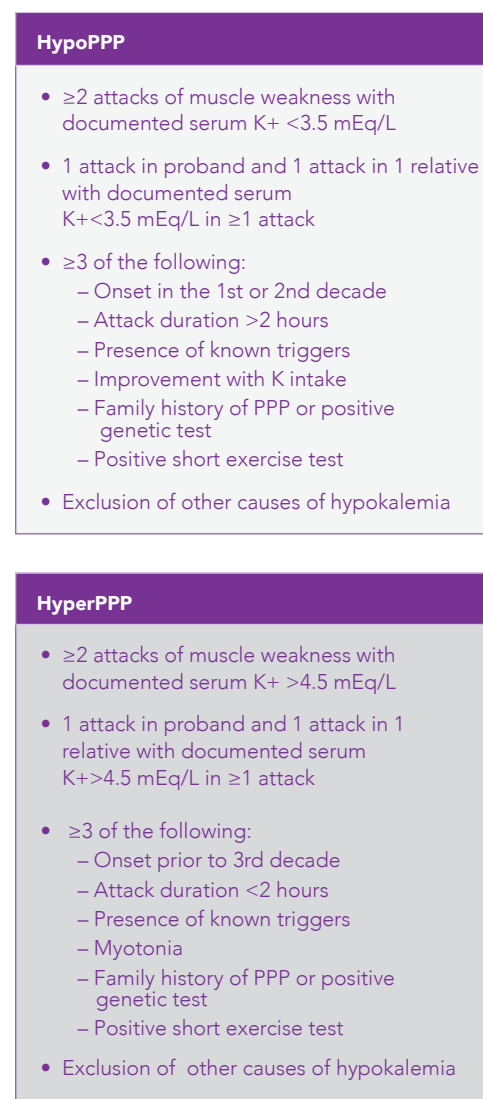 HypoPPP
• ≥2 attacks of muscle weakness with
documented serum K+ <3.5 mEq/L
• 1 attack in proband and 1 attack in 1 relative
with documented serum
K+<3.5 mEq/L in ≥1 attack
• ≥3 of the following:
– Onset in the 1st or 2nd decade
– Attack duration >2 hours
– Presence of known triggers
– Improvement with K intake
– Family history of PPP or positive
genetic test
– Positive short exercise test
• Exclusion of other causes of hypokalemia
HyperPPP
• ≥2 attacks of muscle weakness with
documented serum K+ >4.5 mEq/L
• 1 attack in proband and 1 attack in 1
relative with documented serum
K+>4.5 mEq/L in ≥1 attack
• ≥3 of the following:
– Onset prior to 3rd decade
– Attack duration <2 hours
– Presence of known triggers
– Myotonia
– Family history of PPP or positive
genetic test
– Positive short exercise test
• Exclusion of other causes of hypokalemia